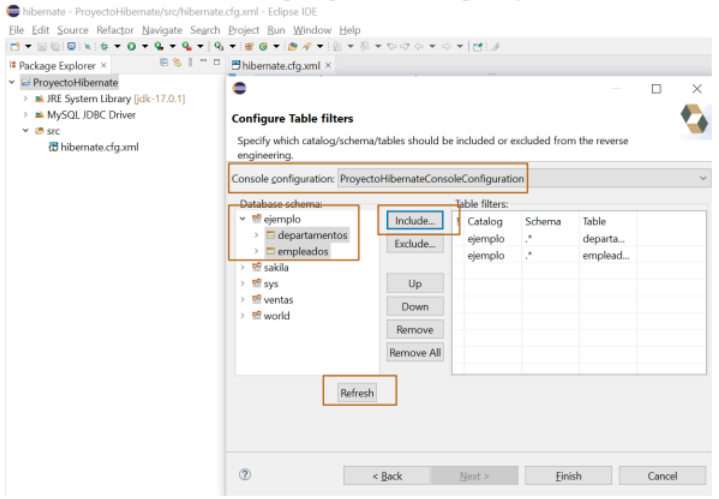 hibernate - ProyectoHibernate/src/hibernate.cfg.xml - Eclipse IDE
File Edit Source Refactor Navigate Search Project Run Window Help
Package Explorer ×
hibernate.cfg.xml ×
ProyectoHibernate
JRE System Library [jdk-17.0.1]
MySQL JDBC Driver
src
hibernate.cfg.xml
Configure Table filters
Specify which catalog/schema/tables should be included or excluded from the reverse
engineering.
Console configuration: ProyectoHibernateConsoleConfiguration
Database schema:
ejemplo
departamentos
empleados
sakila
sys
ventas
world
Include...
Exclude...
Up
Down
Remove
Remove All
Table filters:
! Catalog Schema Table
ejemplo .* departa...
ejemplo .* emplead...
Refresh
? < Back Next > Finish Cancel